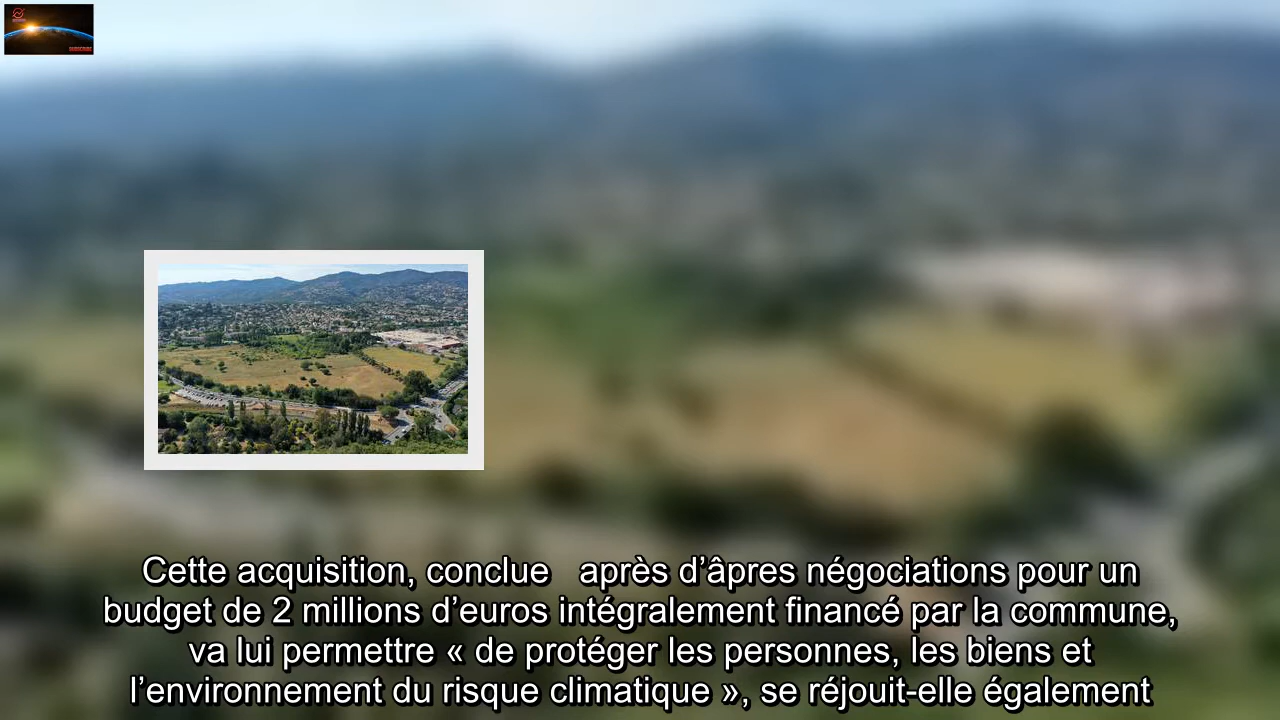 SUBSCRIBE
Cette acquisition, conclue   après d’âpres négociations pour un
budget de 2 millions d’euros intégralement financé par la commune,
va lui permettre « de protéger les personnes, les biens et
l’environnement du risque climatique », se réjouit-elle également